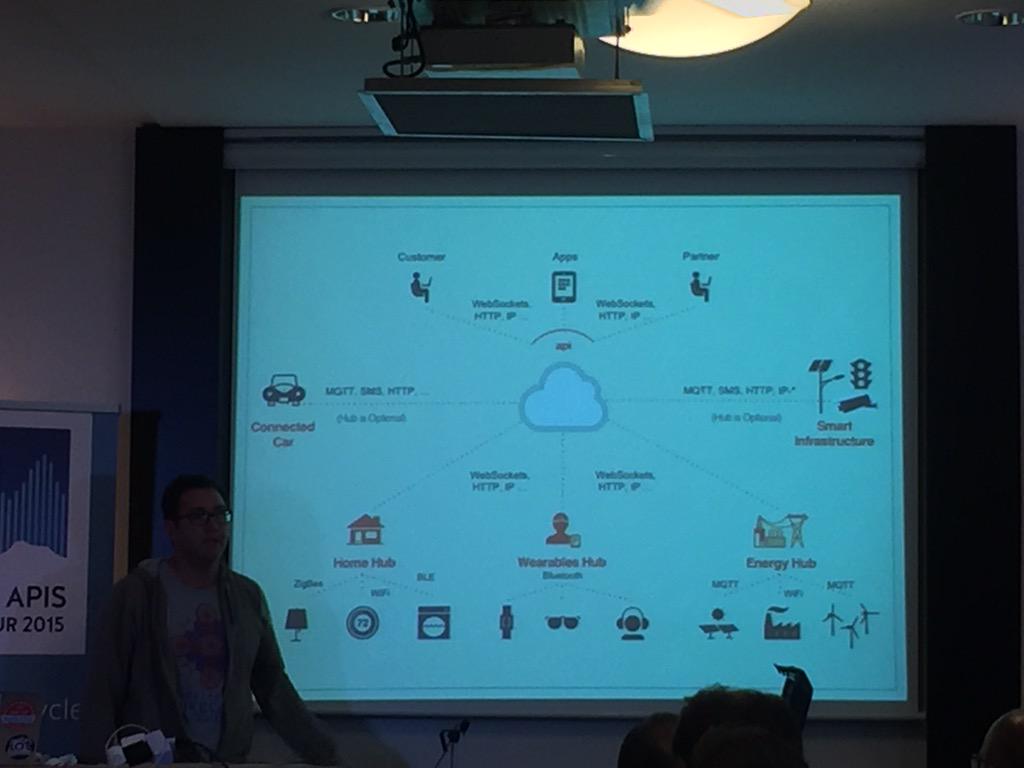 Customer
Apps
Partner
WebSockets,
HTTP, IP ...
WebSockets,
HTTP, IP ...
api
MQTT, SMS, HTTP, ...
(Hub is Optional)
Connected
Car
MQTT, SMS, HTTP, IP*
(Hub is Optional)
Smart
Infrastructure
WebSockets,
HTTP, IP ...
WebSockets,
HTTP, IP ...
Home Hub
Wearables Hub
Bluetooth
Energy Hub
ZigBee
WiFi
BLE
MQTT
WiFi
MQTT
72
APIS
UR 2015
ycle